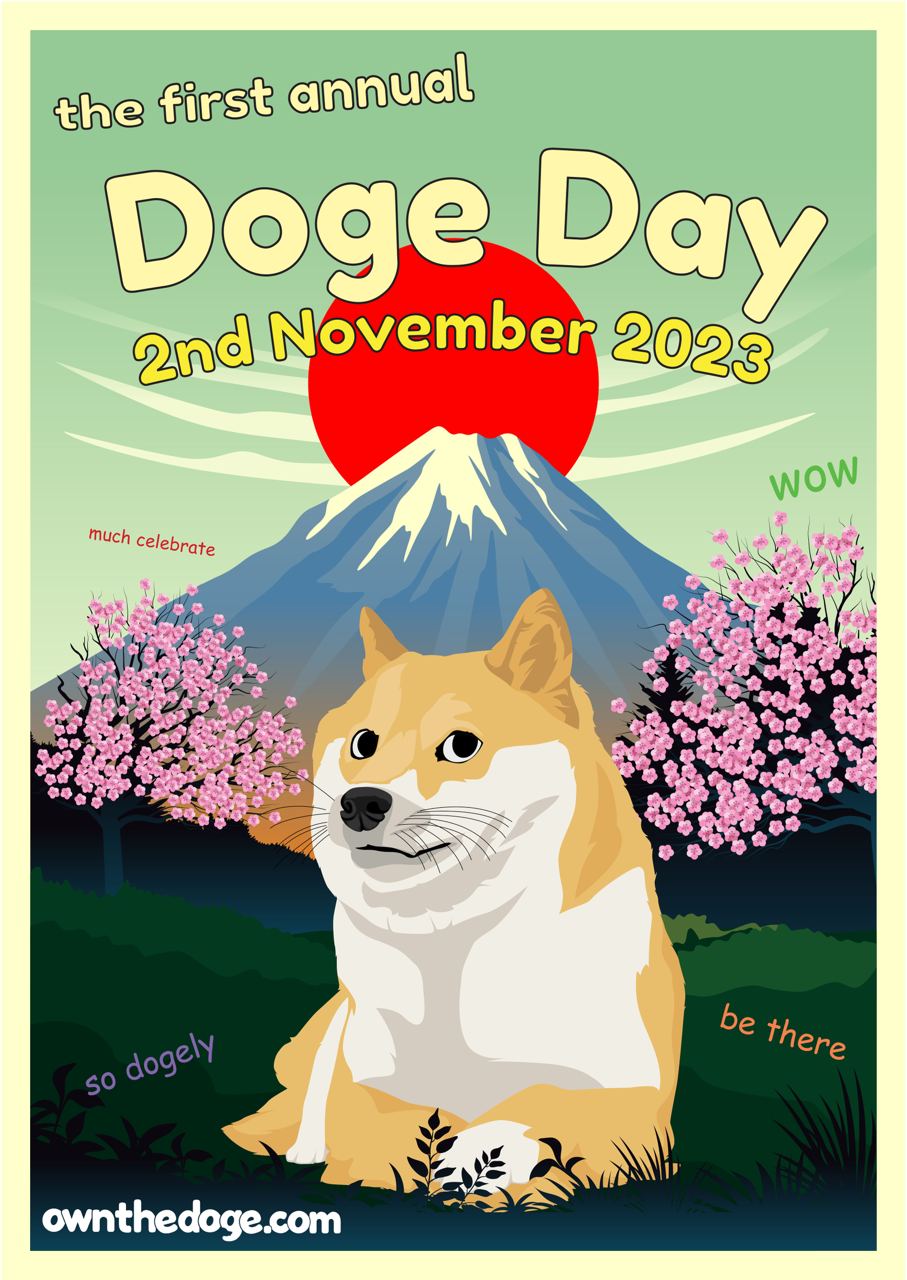 the first annual
Doge Day
2nd November 2023
wow
much celebrate
be there
so dogely
ownthedoge.com